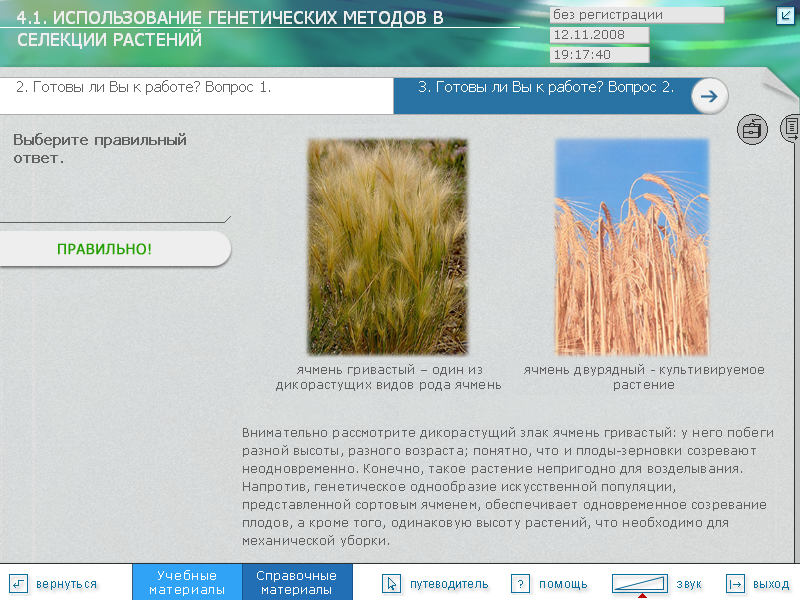 4.1. ИСПОЛЬЗОВАНИЕ ГЕНЕТИЧЕСКИХ МЕТОДОВ В
СЕЛЕКЦИИ РАСТЕНИЙ
без регистрации
12.11.2008
19:17:40
2. Готовы ли Вы к работе? Вопрос 1.
3. Готовы ли Вы к работе? Вопрос 2.
Выберите правильный
ответ.
ПРАВИЛЬНО!
ячмень гривастый – один из
дикорастущих видов рода ячмень
ячмень двурядный - культивируемое
растение
Внимательно рассмотрите дикорастущий злак ячмень гривастый: у него побеги
разной высоты, разного возраста; понятно, что и плоды-зерновки созревают
неодновременно. Конечно, такое растение непригодно для возделывания.
Напротив, генетическое однообразие искусственной популяции,
представленной сортовым ячменем, обеспечивает одновременное созревание
плодов, а кроме того, одинаковую высоту растений, что необходимо для
механической уборки.
вернуться
Учебные
материалы
Справочные
материалы
путеводитель
? помощь
звук
выход